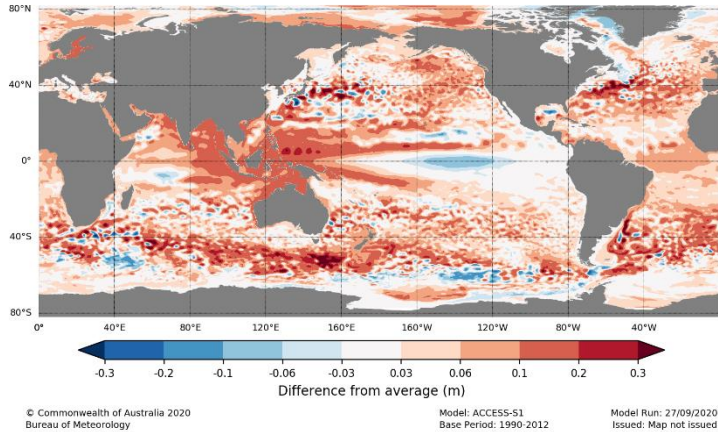 80°N
40°N
0°
40°S
80°S
0° 40°E 80°E 120°E 160°E 160°W 120°W 80°W 40°W
-0.3 -0.2 -0.1 -0.06 -0.03 0.03 0.06 0.1 0.2 0.3
Difference from average (m)
© Commonwealth of Australia 2020 Model: ACCESS-S1 Model Run: 27/09/2020
Bureau of Meteorology Base Period: 1990-2012 Issued: Map not issued